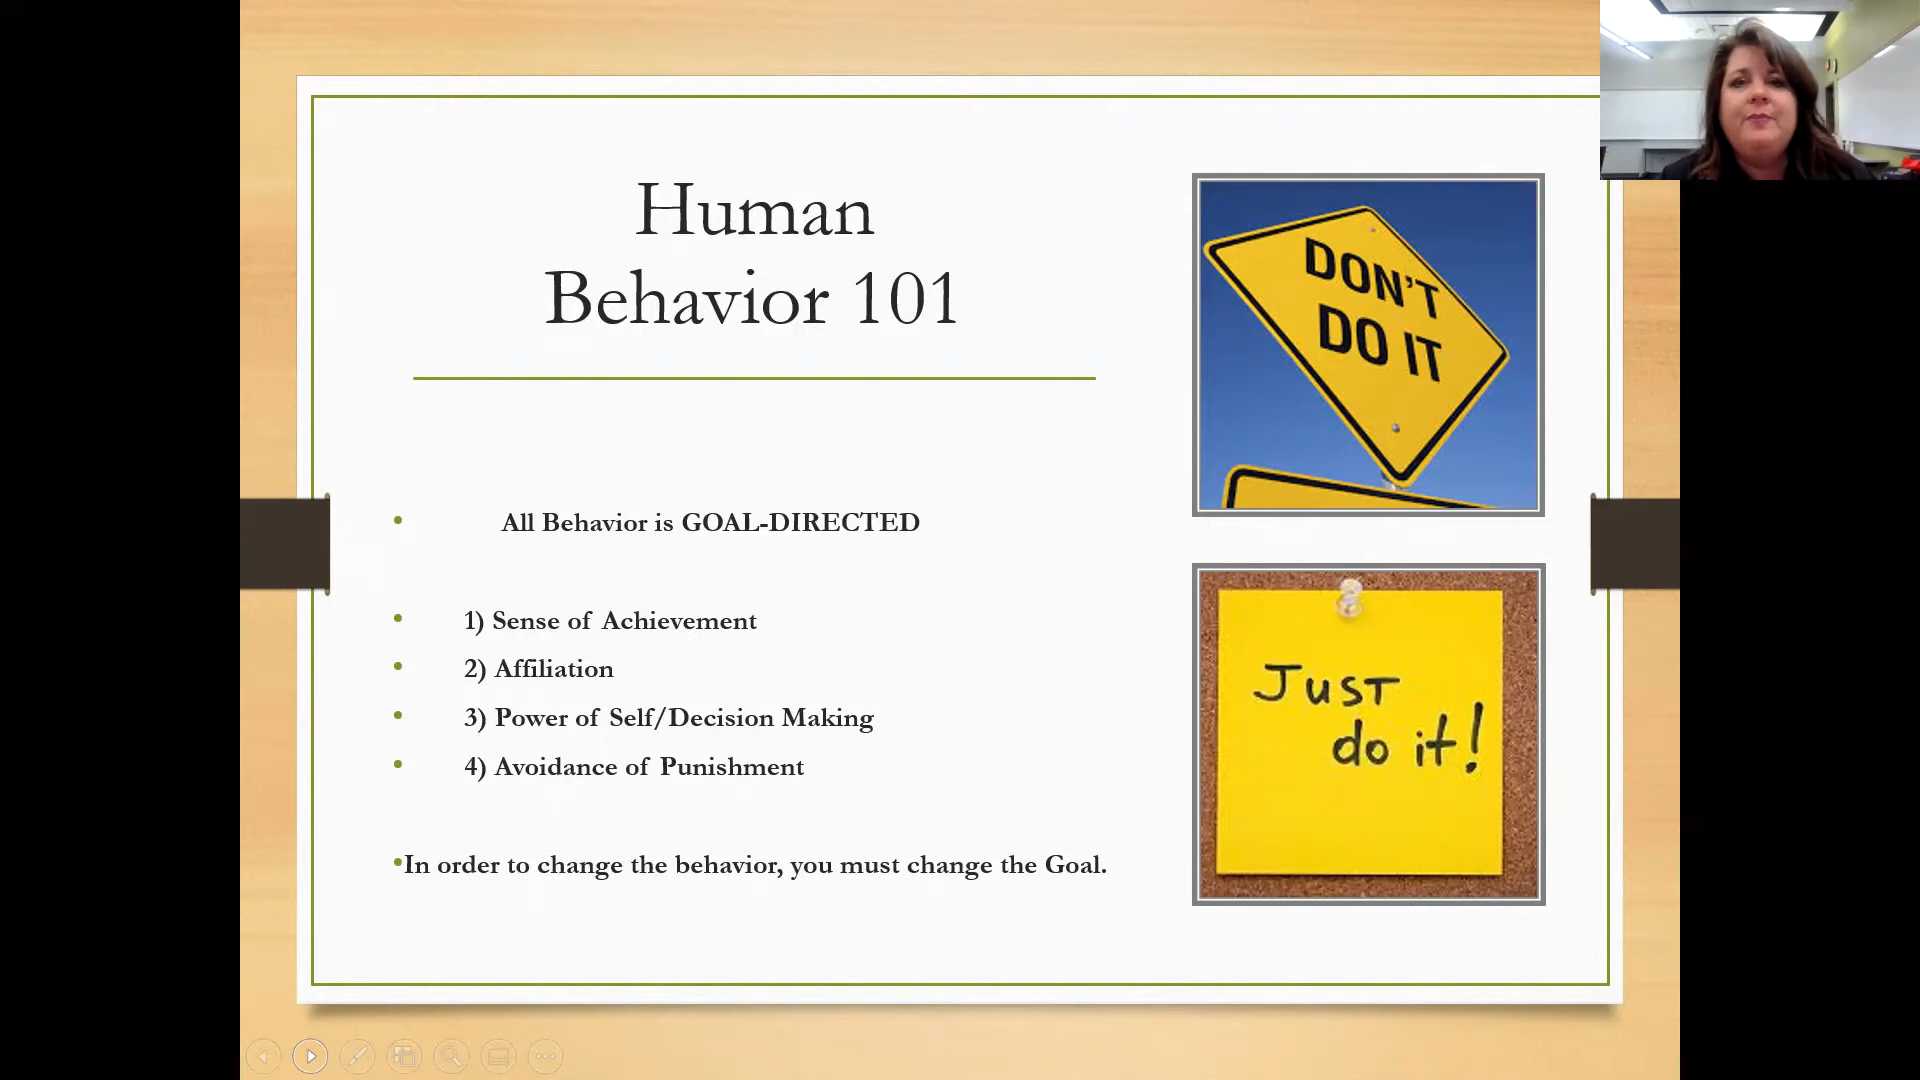 Human
Behavior 101
• All Behavior is GOAL-DIRECTED
• 1) Sense of Achievement
• 2) Affiliation
• 3) Power of Self/Decision Making
• 4) Avoidance of Punishment
•In order to change the behavior, you must change the Goal.
DON'T
DO IT
Just
do it!